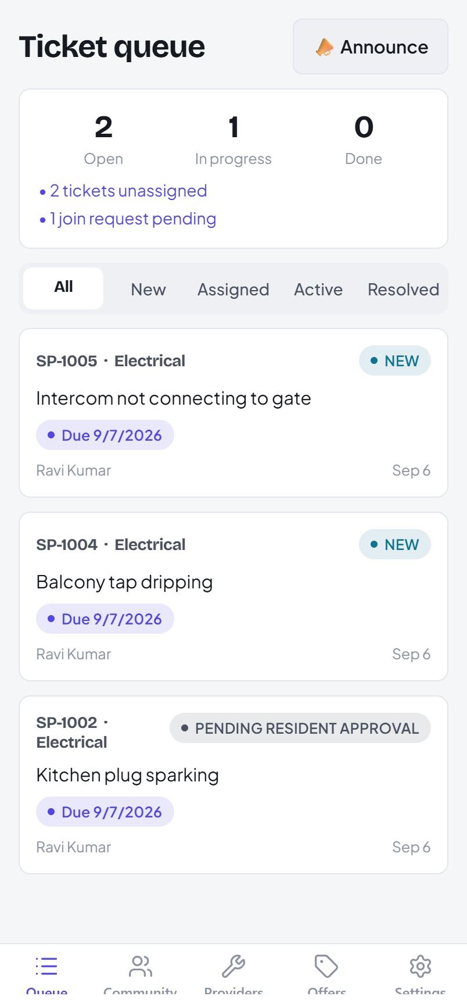 Ticket queue
📣 Announce
2 1 0
Open In progress Done
• 2 tickets unassigned
• 1 join request pending
All New Assigned Active Resolved
SP-1005 · Electrical
NEW
Intercom not connecting to gate
Due 9/7/2026
Ravi Kumar Sep 6
SP-1004 · Electrical
NEW
Balcony tap dripping
Due 9/7/2026
Ravi Kumar Sep 6
SP-1002 ·
Electrical
PENDING RESIDENT APPROVAL
Kitchen plug sparking
Due 9/7/2026
Ravi Kumar Sep 6
Queue Community Providers Offers Settings